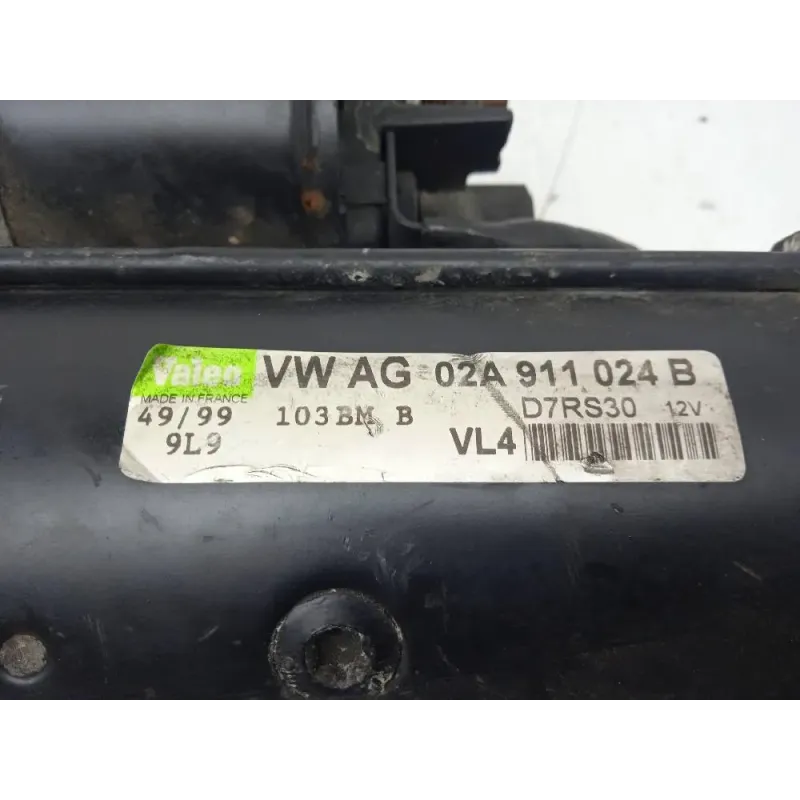 Valeo VW AG 02A 911 024 B
MADE IN FRANCE
49/99 103BM B D7RS30 12V
9L9 VL4